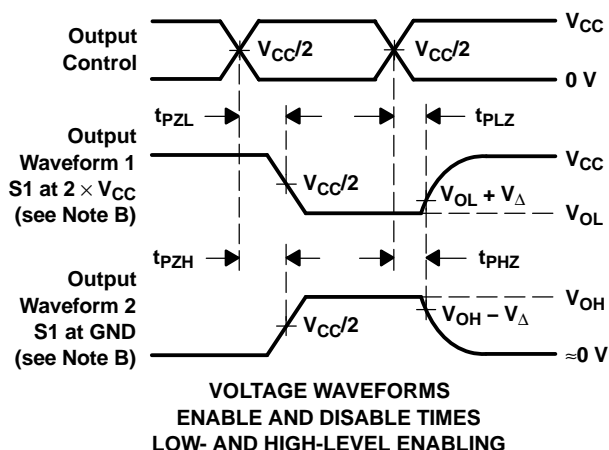 Output
Control
V_CC/2
V_CC/2
V_CC
0 V
t_PZL
t_PLZ
Output
Waveform 1
S1 at 2 × V_CC
(see Note B)
V_CC/2
V_CC
V_OL + V_Δ
V_OL
t_PZH
t_PHZ
Output
Waveform 2
S1 at GND
(see Note B)
V_CC/2
V_OH
V_OH − V_Δ
≈0 V
VOLTAGE WAVEFORMS
ENABLE AND DISABLE TIMES
LOW- AND HIGH-LEVEL ENABLING